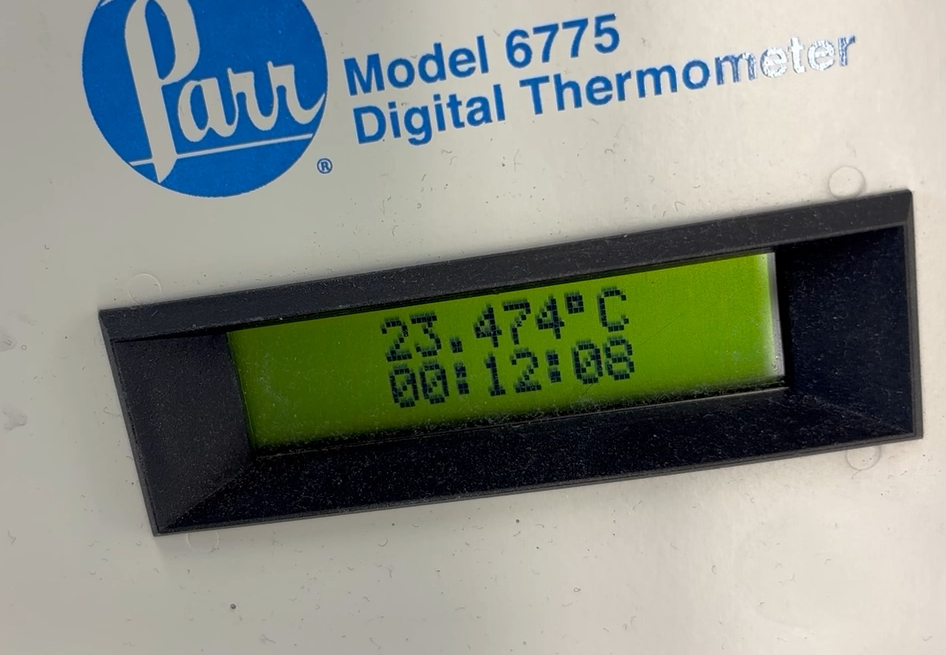 Parr
®
Model 6775
Digital Thermometer
23.474°C
00:12:08